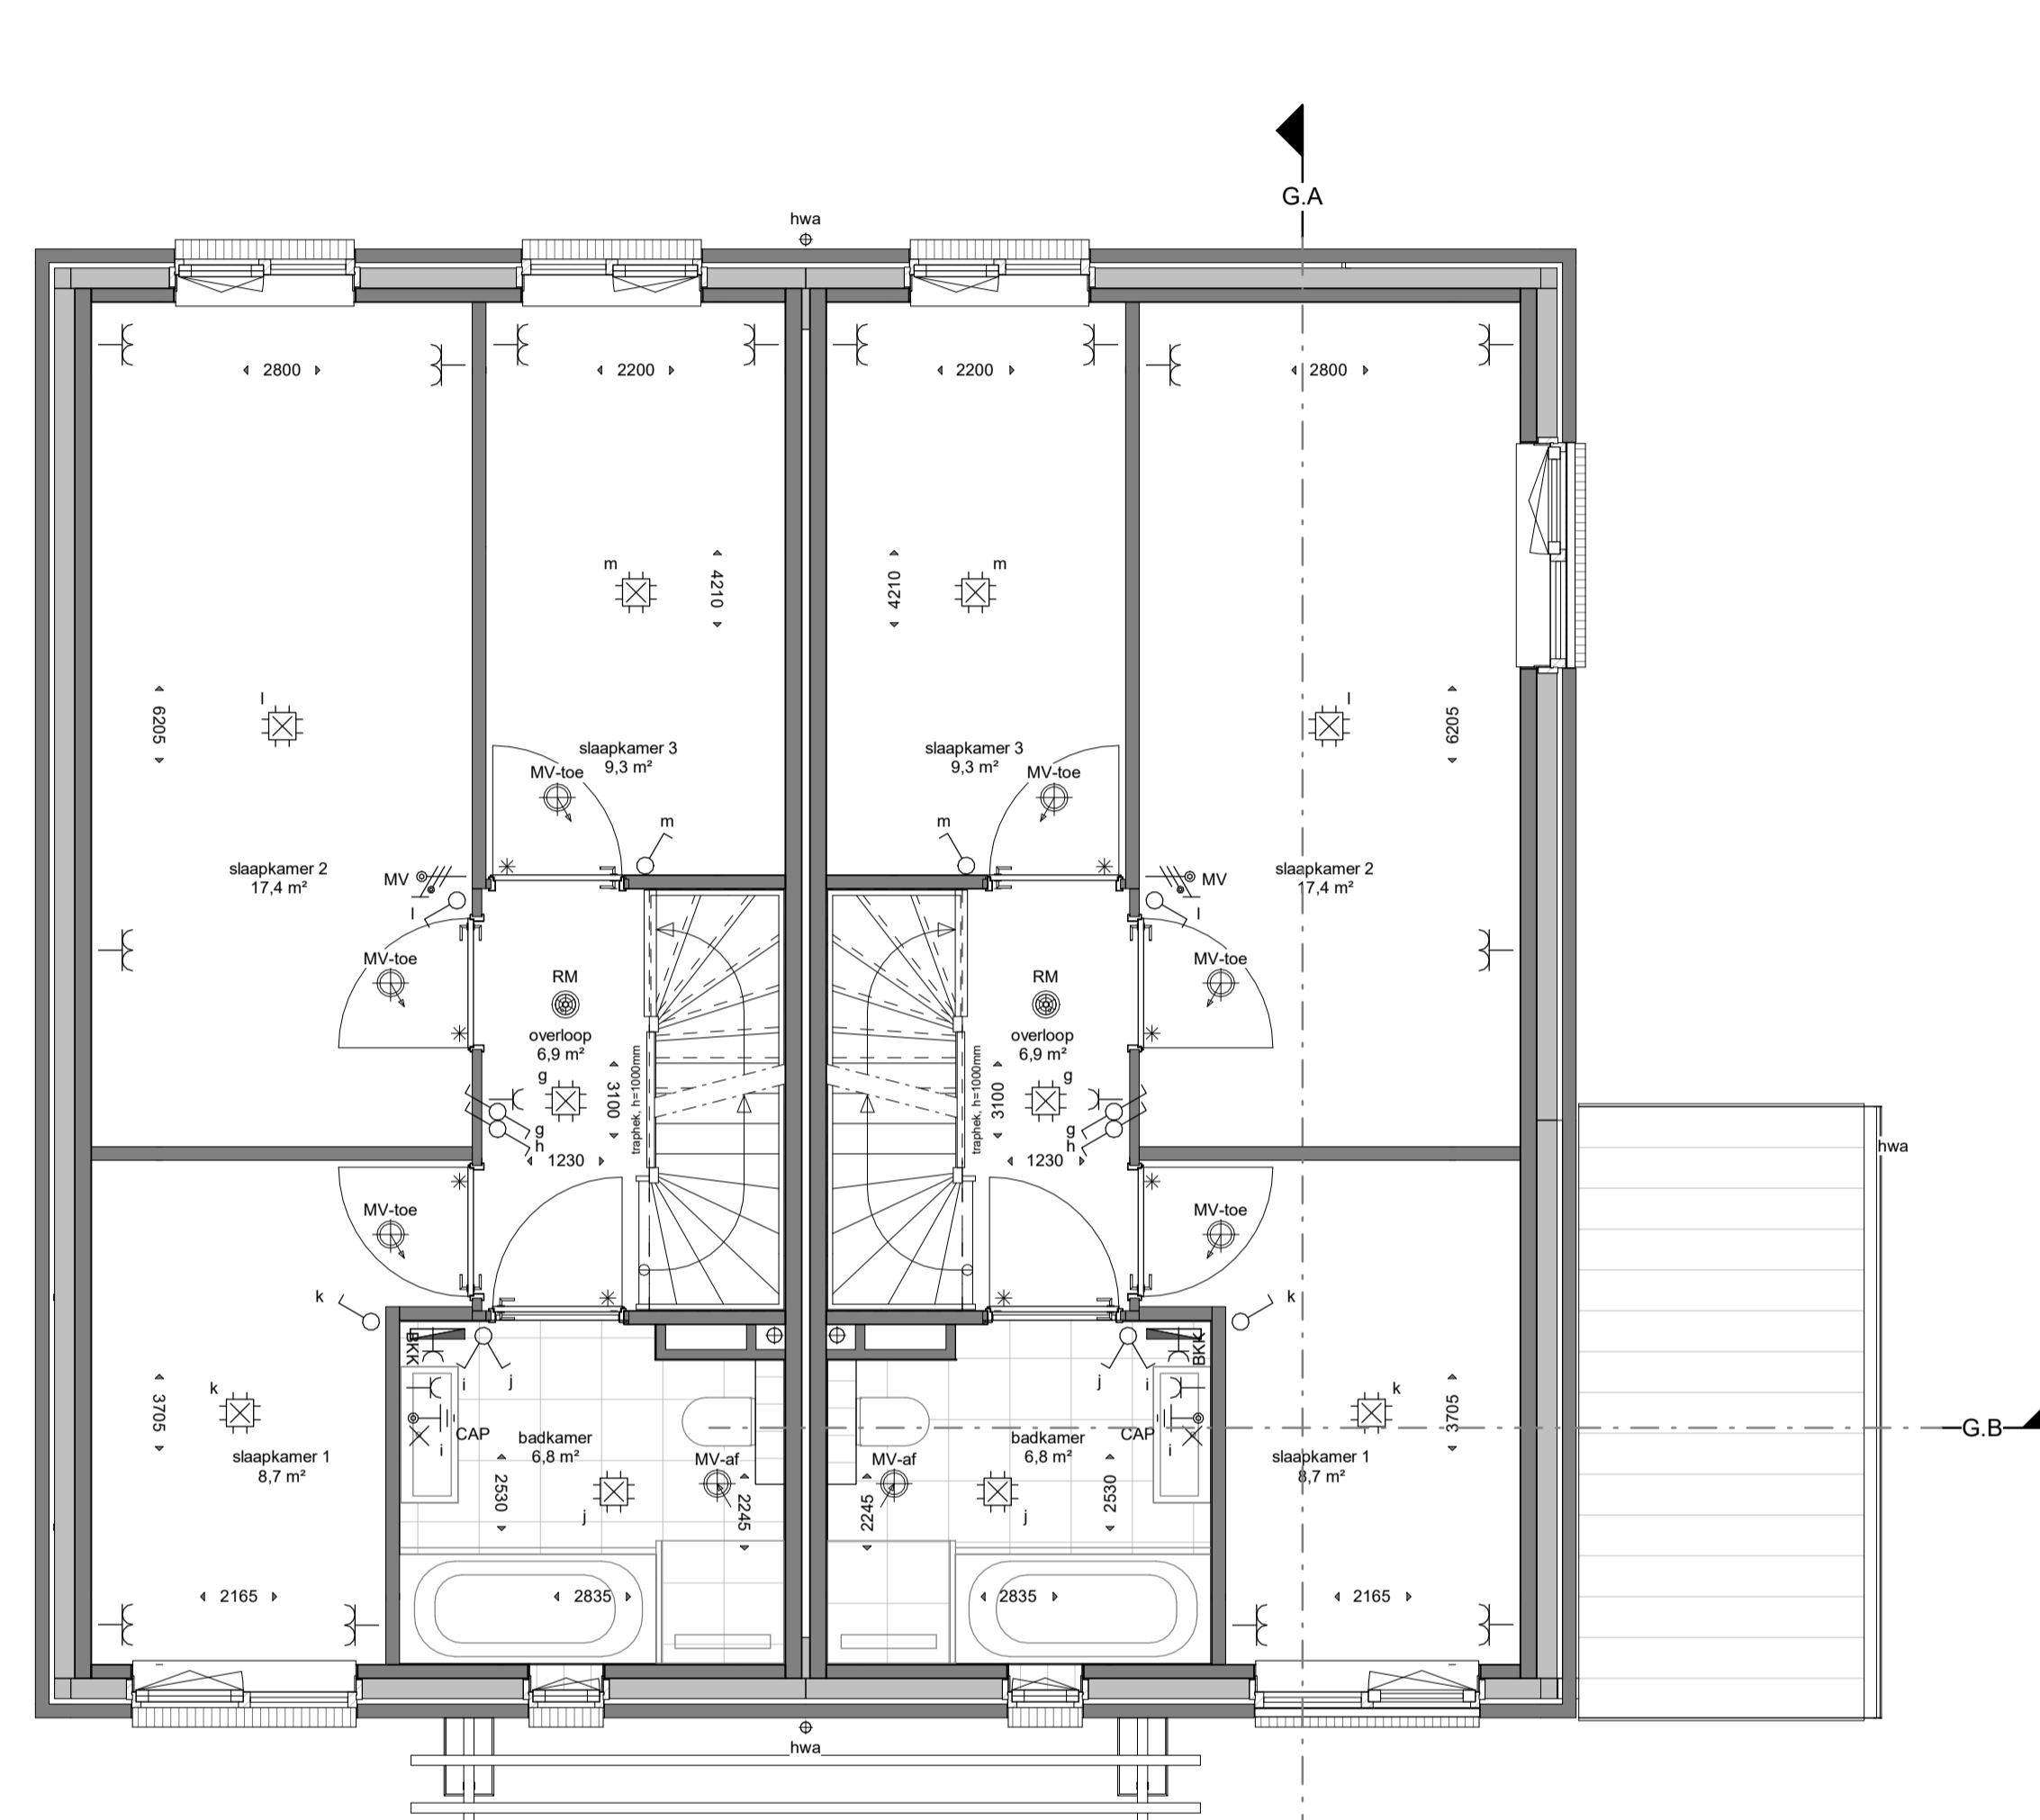 G.A
hwa
2800
2200
2200
2800
m
4210
4210
m
l
6205
l
6205
slaapkamer 3
9,3 m²
MV-toe
slaapkamer 3
9,3 m²
MV-toe
m
m
slaapkamer 2
17,4 m²
MV
l
MV
l
slaapkamer 2
17,4 m²
MV-toe
MV-toe
RM
overloop
6,9 m²
RM
overloop
6,9 m²
g
3100
traphek, h=1000mm
traphek, h=1000mm
3100
g
g
h
g
h
1230
1230
hwa
MV-toe
MV-toe
k
k
BKK
i
j
j
i
BKK
k
3705
k
3705
CAP
i
CAP
i
G.B
badkamer
6,8 m²
badkamer
6,8 m²
slaapkamer 1
8,7 m²
slaapkamer 1
8,7 m²
MV-af
MV-af
2530
2245
2245
2530
j
j
2165
2835
2835
2165
hwa